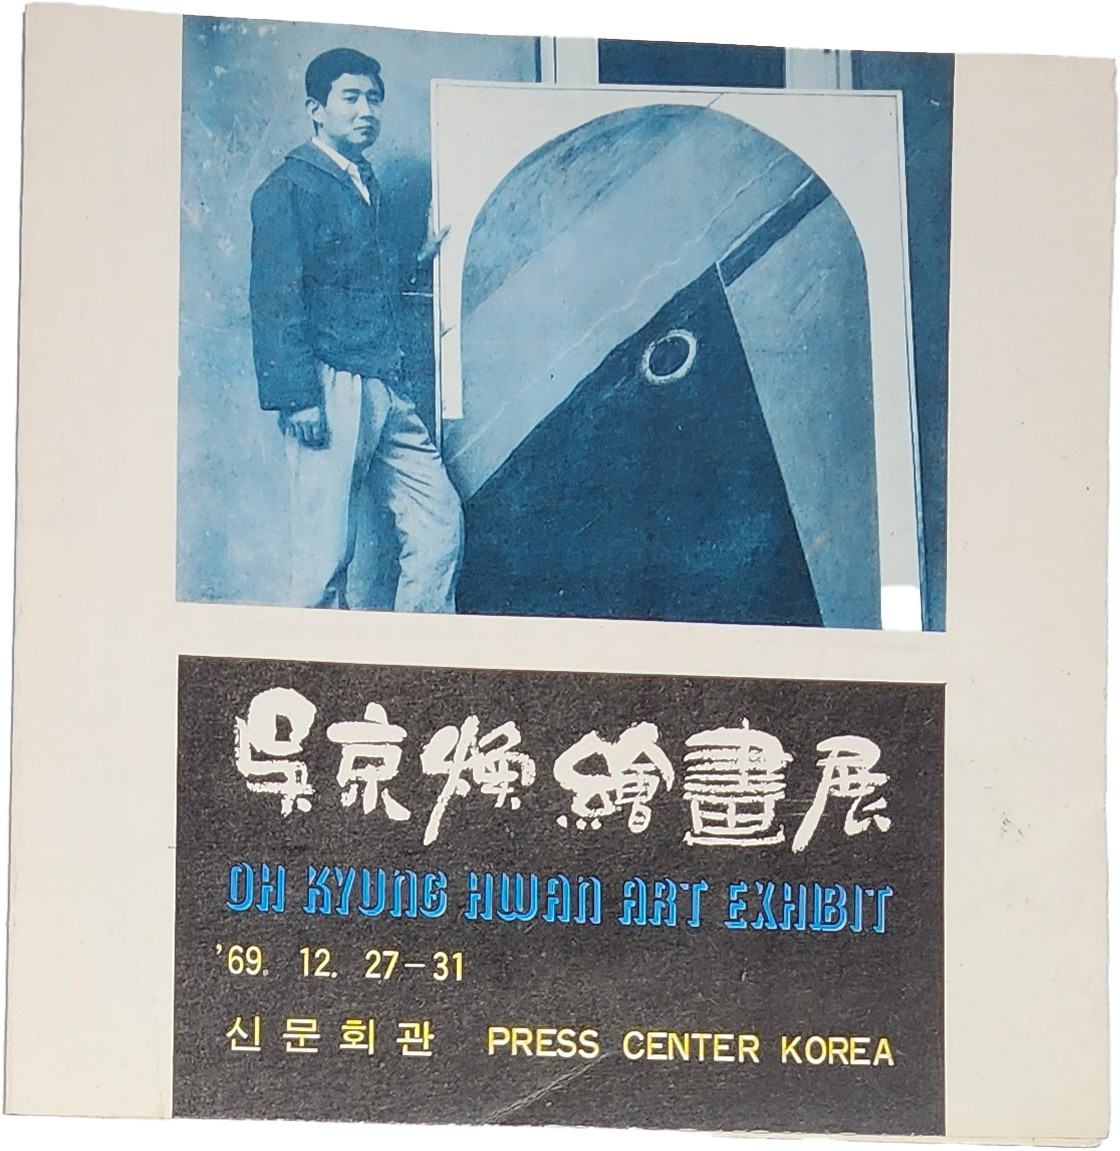 吳京煥 繪畫展
OH KYUNG HWAN ART EXHIBIT
'69. 12. 27-31
신문회관 PRESS CENTER KOREA